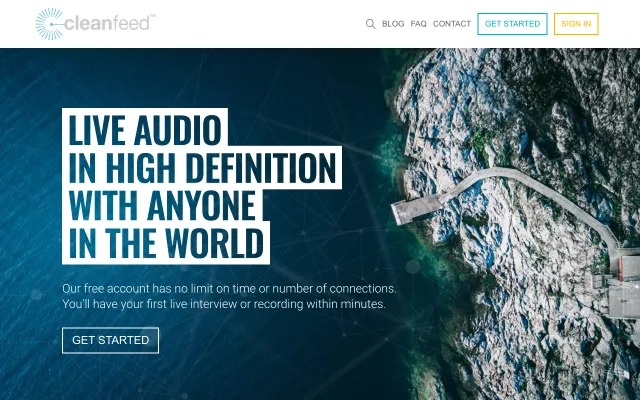 cleanfeed™
BLOG FAQ CONTACT GET STARTED SIGN IN
LIVE AUDIO
IN HIGH DEFINITION
WITH ANYONE
IN THE WORLD
Our free account has no limit on time or number of connections.
You'll have your first live interview or recording within minutes.
GET STARTED